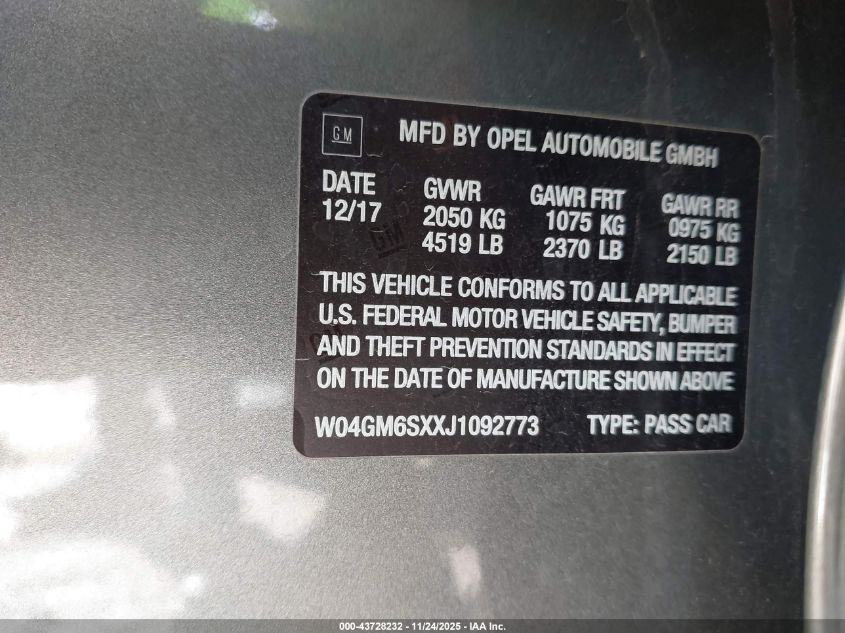 GM
MFD BY OPEL AUTOMOBILE GMBH
DATE GVWR GAWR FRT GAWR RR
12/17 2050 KG 1075 KG 0975 KG
4519 LB 2370 LB 2150 LB
THIS VEHICLE CONFORMS TO ALL APPLICABLE
U.S. FEDERAL MOTOR VEHICLE SAFETY, BUMPER
AND THEFT PREVENTION STANDARDS IN EFFECT
ON THE DATE OF MANUFACTURE SHOWN ABOVE
W04GM6SXXJ1092773 TYPE: PASS CAR
000-43728232 - 11/24/2025 - IAA Inc.